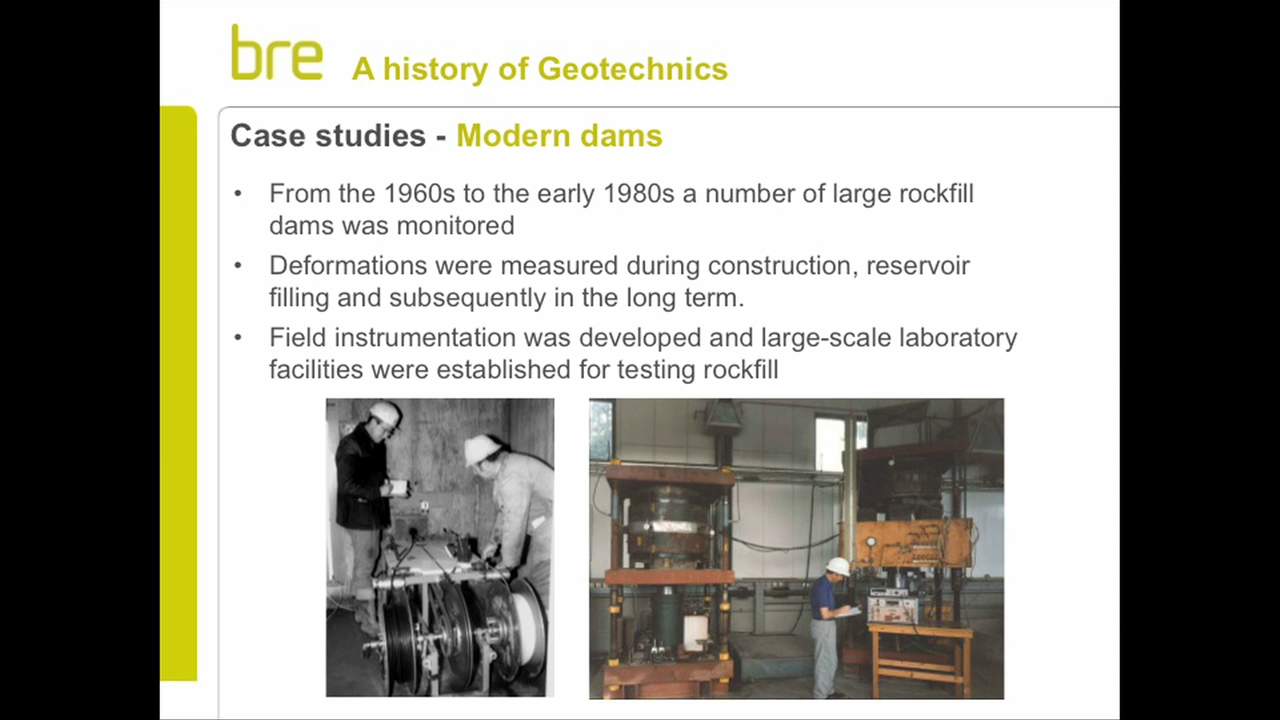 bre A history of Geotechnics
Case studies - Modern dams
• From the 1960s to the early 1980s a number of large rockfill
dams was monitored
• Deformations were measured during construction, reservoir
filling and subsequently in the long term.
• Field instrumentation was developed and large-scale laboratory
facilities were established for testing rockfill